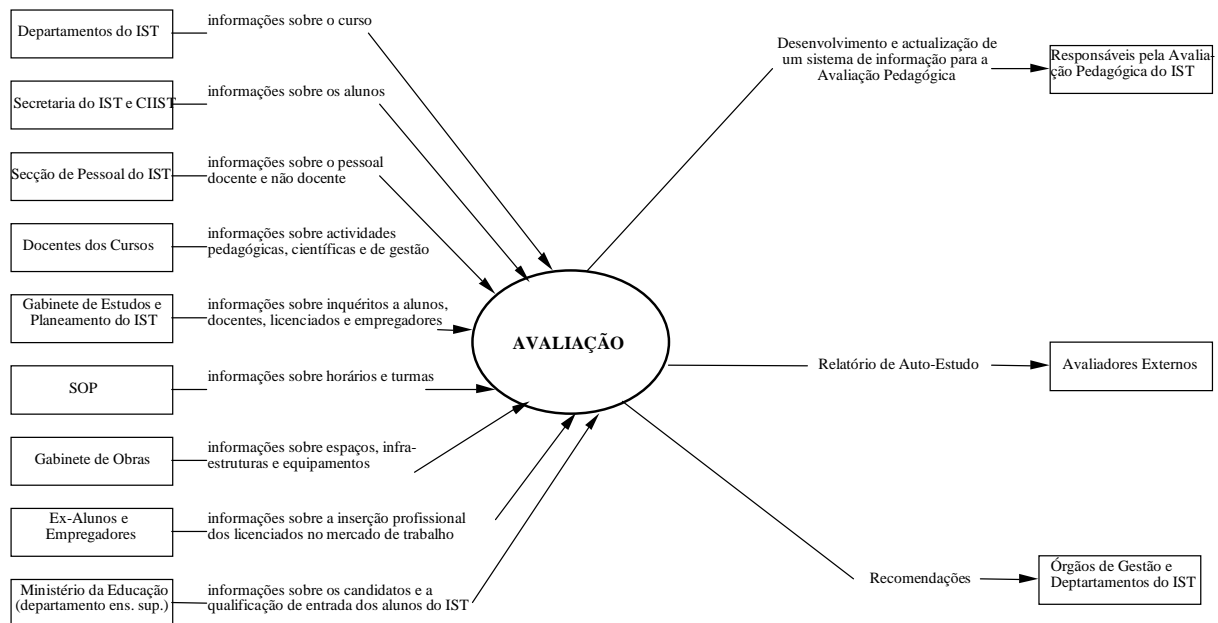 Departamentos do IST
informações sobre o curso
Secretaria do IST e CIIST
informações sobre os alunos
Secção de Pessoal do IST
informações sobre o pessoal
docente e não docente
Docentes dos Cursos
informações sobre actividades
pedagógicas, científicas e de gestão
Gabinete de Estudos e
Planeamento do IST
informações sobre inquéritos a alunos,
docentes, licenciados e empregadores
SOP
informações sobre horários e turmas
Gabinete de Obras
informações sobre espaços, infra-
estruturas e equipamentos
Ex-Alunos e
Empregadores
informações sobre a inserção profissional
dos licenciados no mercado de trabalho
Ministério da Educação
(departamento ens. sup.)
informações sobre os candidatos e a
qualificação de entrada dos alunos do IST
AVALIAÇÃO
Desenvolvimento e actualização de
um sistema de informação para a
Avaliação Pedagógica
Responsáveis pela Avalia-
ção Pedagógica do IST
Relatório de Auto-Estudo
Avaliadores Externos
Recomendações
Órgãos de Gestão e
Deptartamentos do IST